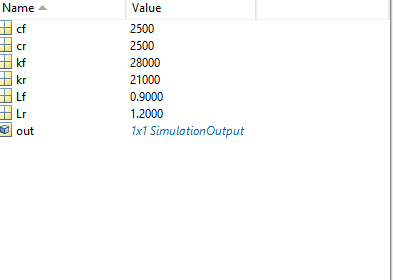 Name Value
cf 2500
cr 2500
kf 28000
kr 21000
Lf 0.9000
Lr 1.2000
out 1x1 SimulationOutput